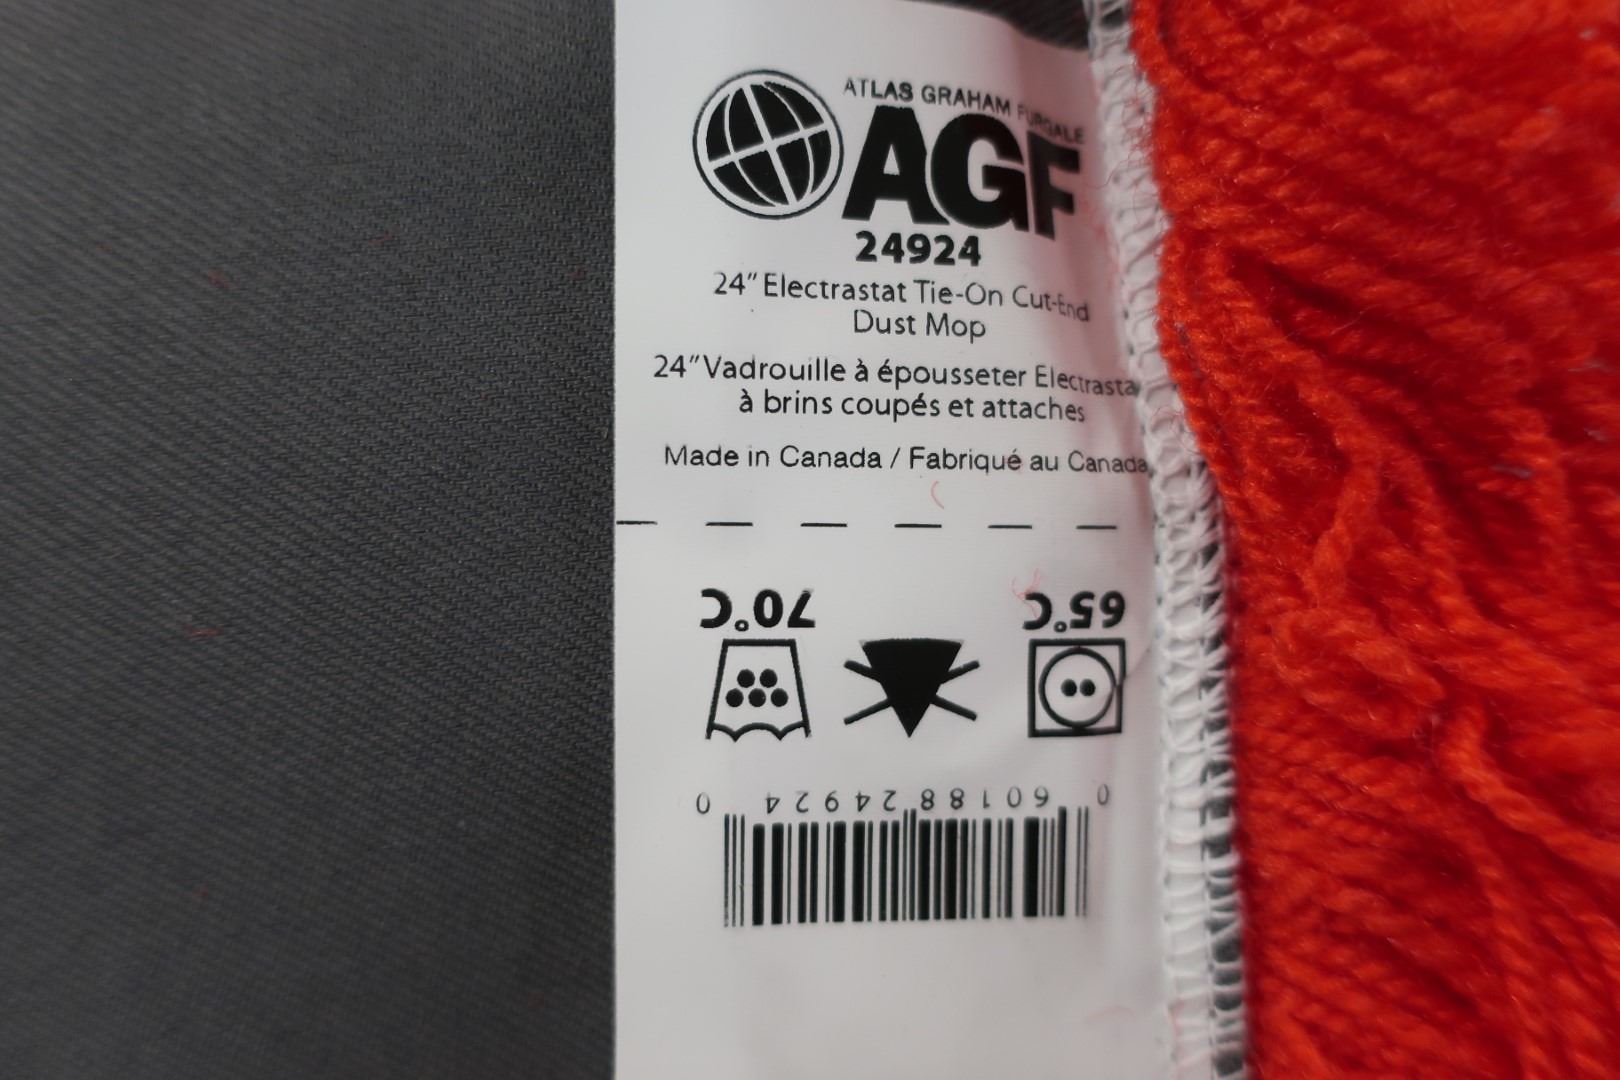 ATLAS GRAHAM FURGALE
AGF
24924
24" Electrastat Tie-On Cut-End
Dust Mop
24" Vadrouille à épousseter Electrasta
à brins coupés et attaches
Made in Canada / Fabriqué au Canada
65°C 70°C
0 60188 24924 0